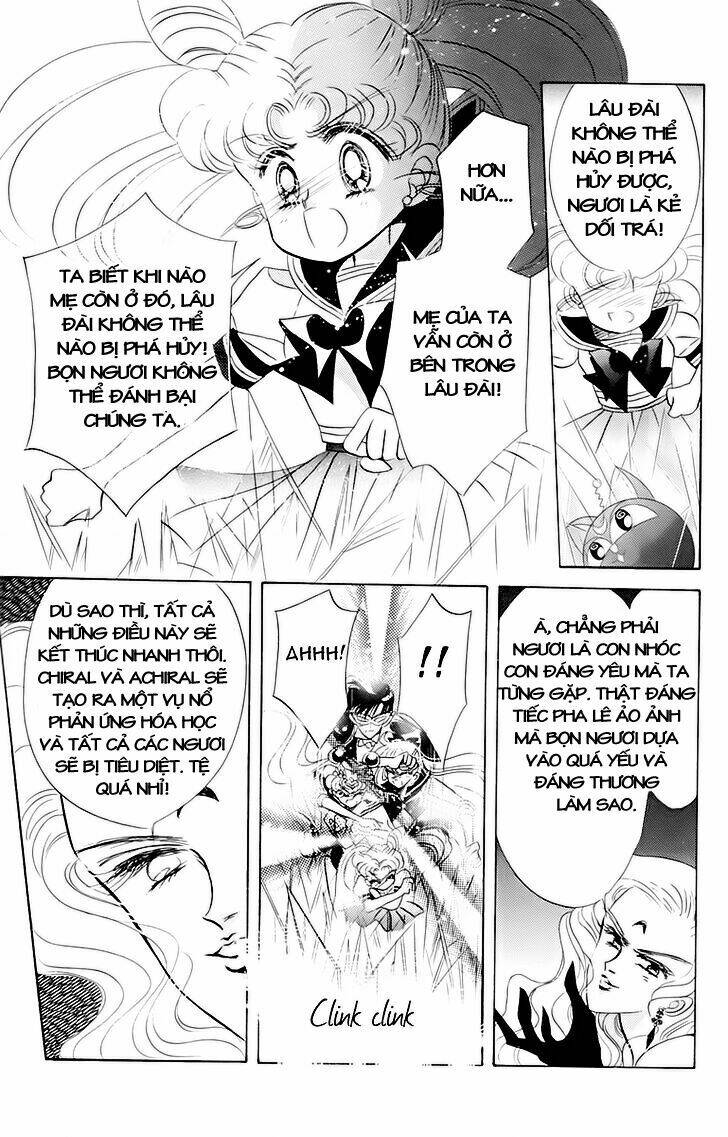 LÂU ĐÀI
KHÔNG THỂ
NÀO BỊ PHÁ
HỦY ĐƯỢC,
NGƯƠI LÀ KẺ
DỐI TRÁ!
HƠN
NỮA...
MẸ CỦA TA
VẪN CÒN Ở
BÊN TRONG
LÂU ĐÀI!
TA BIẾT KHI NÀO
MẸ CÒN Ở ĐÓ, LÂU
ĐÀI KHÔNG THỂ
NÀO BỊ PHÁ HỦY!
BỌN NGƯƠI KHÔNG
THỂ ĐÁNH BẠI
CHÚNG TA.
À, CHẲNG PHẢI
NGƯƠI LÀ CON NHÓC
CON ĐÁNG YÊU MÀ TA
TỪNG GẶP. THẬT ĐÁNG
TIẾC PHA LÊ ẢO ẢNH
MÀ BỌN NGƯƠI DỰA
VÀO QUÁ YẾU VÀ
ĐÁNG THƯƠNG
LÀM SAO.
!!
AHHH!
Clink clink
DÙ SAO THÌ, TẤT CẢ
NHỮNG ĐIỀU NÀY SẼ
KẾT THÚC NHANH THÔI.
CHIRAL VÀ ACHIRAL SẼ
TẠO RA MỘT VỤ NỔ
PHẢN ỨNG HÓA HỌC
VÀ TẤT CẢ CÁC NGƯƠI
SẼ BỊ TIÊU DIỆT. TỆ
QUÁ NHỈ!